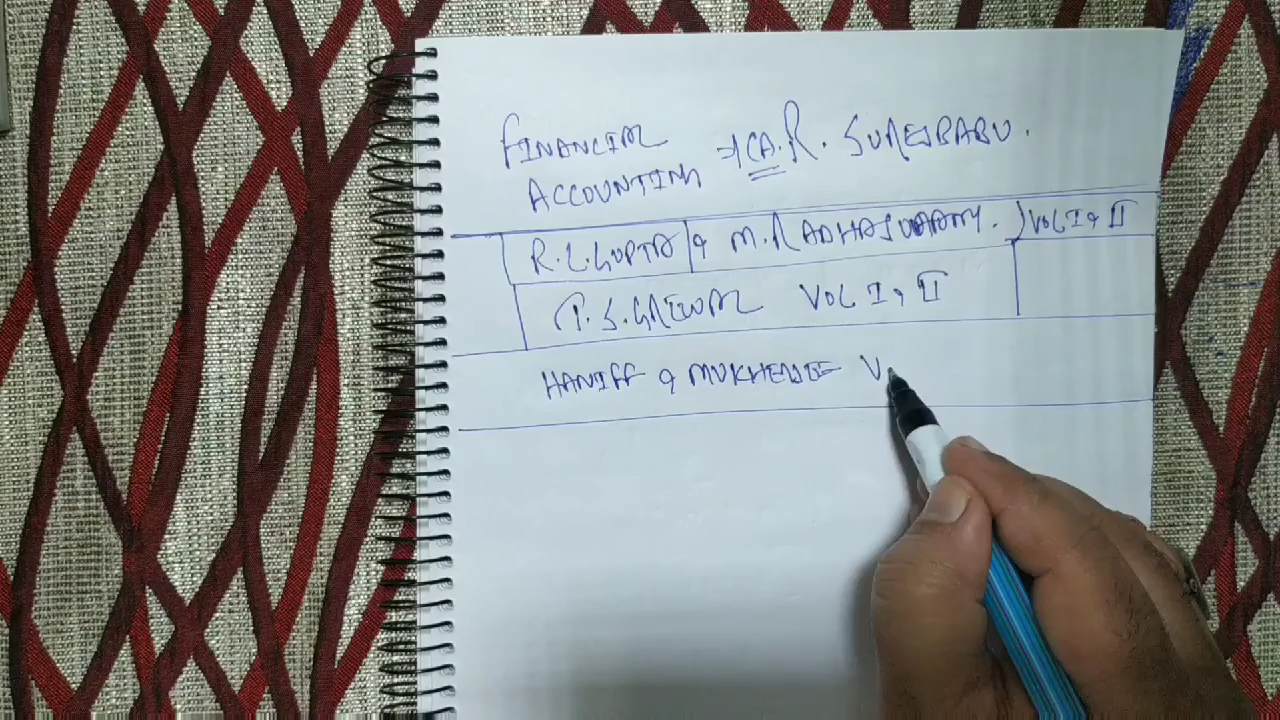 FINANCIAL
ACCOUNTING → CA. R. SURESBABU.
R.L. GUPTA & M. RADHASWAMY. ) VOL I & II
T. S. GREWAL VOL I, II
HANIFF & MUKHERJEE V